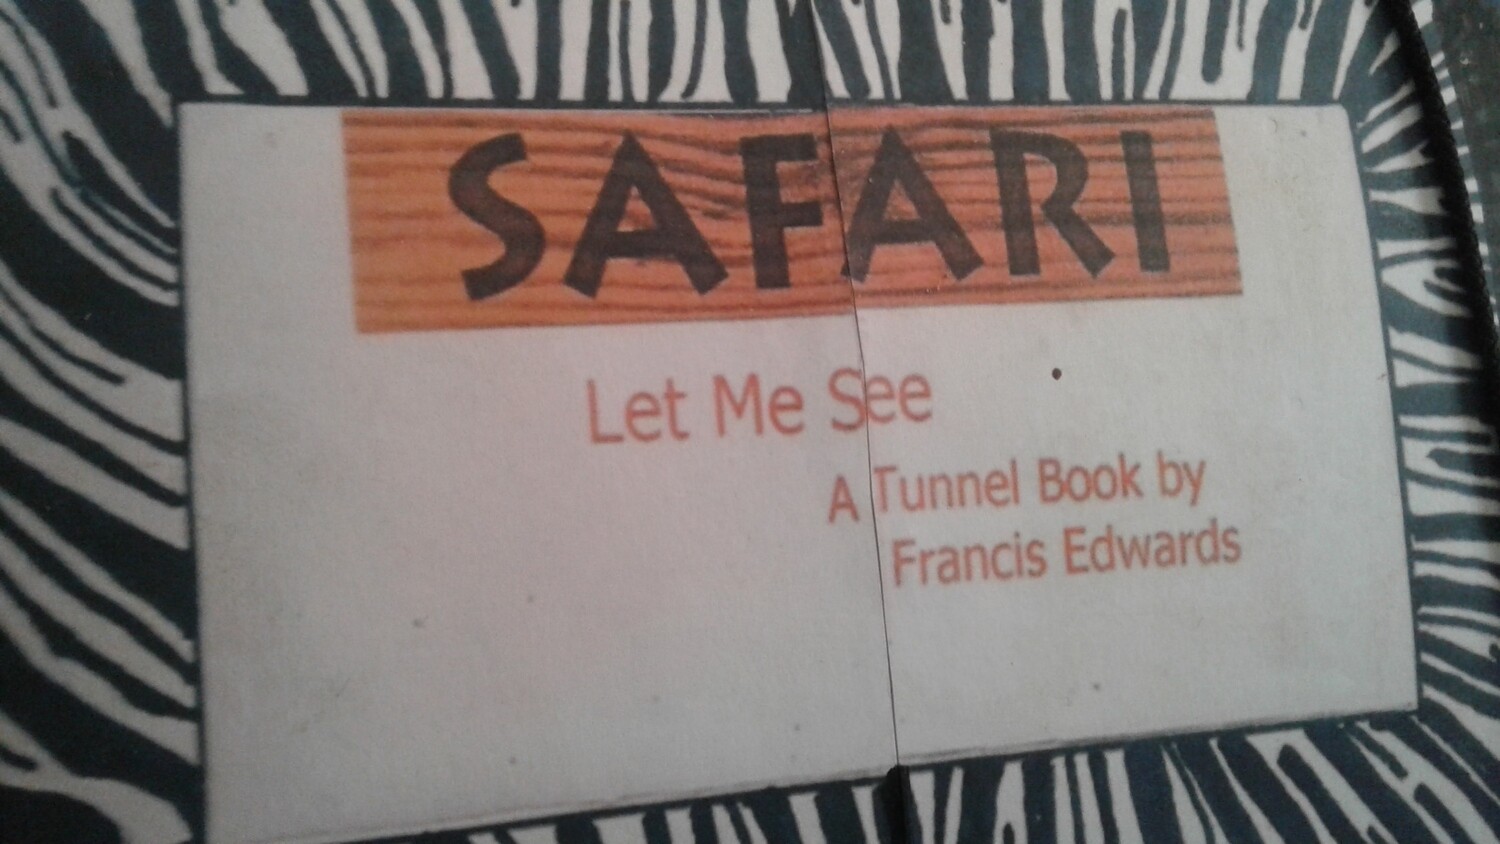 SAFARI
Let Me See
A Tunnel Book by
Francis Edwards